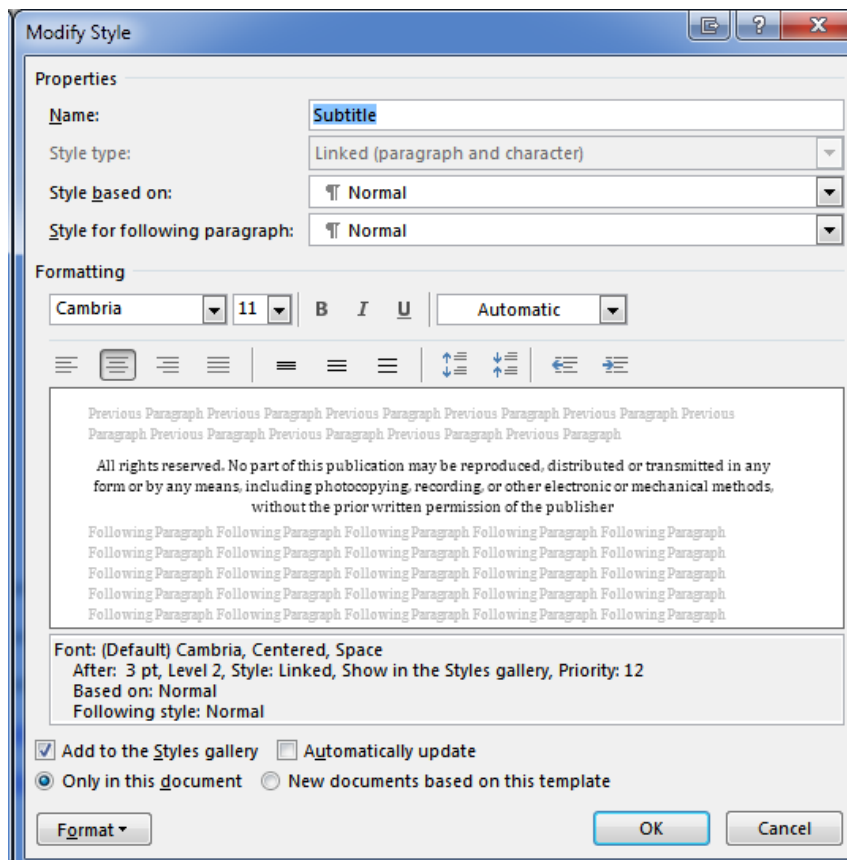 Modify Style
?
Properties
Name:
Subtitle
Style type:
Linked (paragraph and character)
Style based on:
¶ Normal
Style for following paragraph:
¶ Normal
Formatting
Cambria 11 B I U Automatic
Previous Paragraph Previous Paragraph Previous Paragraph Previous Paragraph Previous Paragraph Previous
Paragraph Previous Paragraph Previous Paragraph Previous Paragraph Previous Paragraph
All rights reserved. No part of this publication may be reproduced, distributed or transmitted in any
form or by any means, including photocopying, recording, or other electronic or mechanical methods,
without the prior written permission of the publisher
Following Paragraph Following Paragraph Following Paragraph Following Paragraph Following Paragraph
Following Paragraph Following Paragraph Following Paragraph Following Paragraph Following Paragraph
Following Paragraph Following Paragraph Following Paragraph Following Paragraph Following Paragraph
Following Paragraph Following Paragraph Following Paragraph Following Paragraph Following Paragraph
Following Paragraph Following Paragraph Following Paragraph Following Paragraph Following Paragraph
Font: (Default) Cambria, Centered, Space
After: 3 pt, Level 2, Style: Linked, Show in the Styles gallery, Priority: 12
Based on: Normal
Following style: Normal
Add to the Styles gallery Automatically update
Only in this document New documents based on this template
Format
OK
Cancel